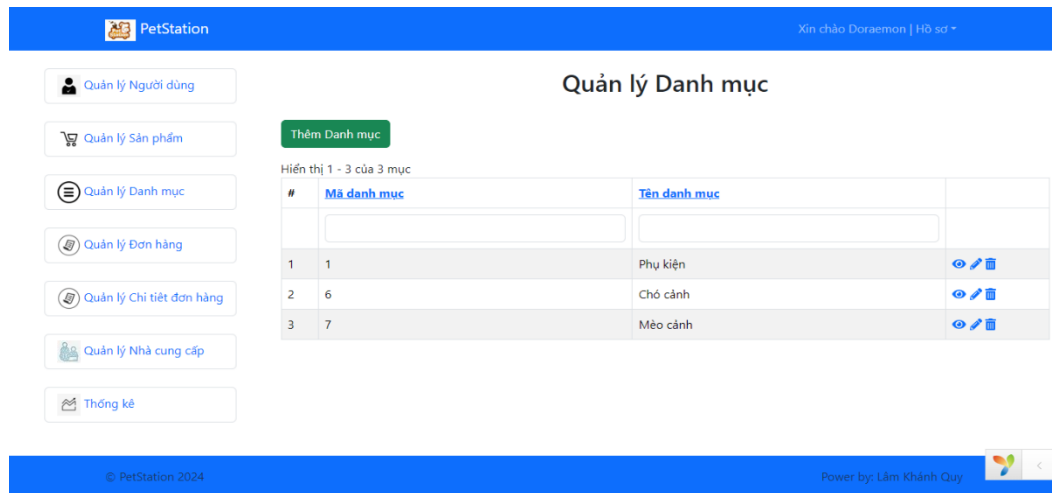 PetStation
Xin chào Doraemon | Hồ sơ
Quản lý Người dùng
Quản lý Sản phẩm
Quản lý Danh mục
Quản lý Đơn hàng
Quản lý Chi tiêt đơn hàng
Quản lý Nhà cung cấp
Thống kê
Quản lý Danh mục
Thêm Danh mục
Hiển thị 1 - 3 của 3 mục
# Mã danh mục Tên danh mục
1 1 Phụ kiện
2 6 Chó cảnh
3 7 Mèo cảnh
© PetStation 2024
Power by: Lâm Khánh Quy